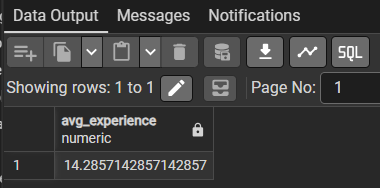 Data Output Messages Notifications
SQL
Showing rows: 1 to 1 Page No: 1
avg_experience
numeric
1 14.2857142857142857